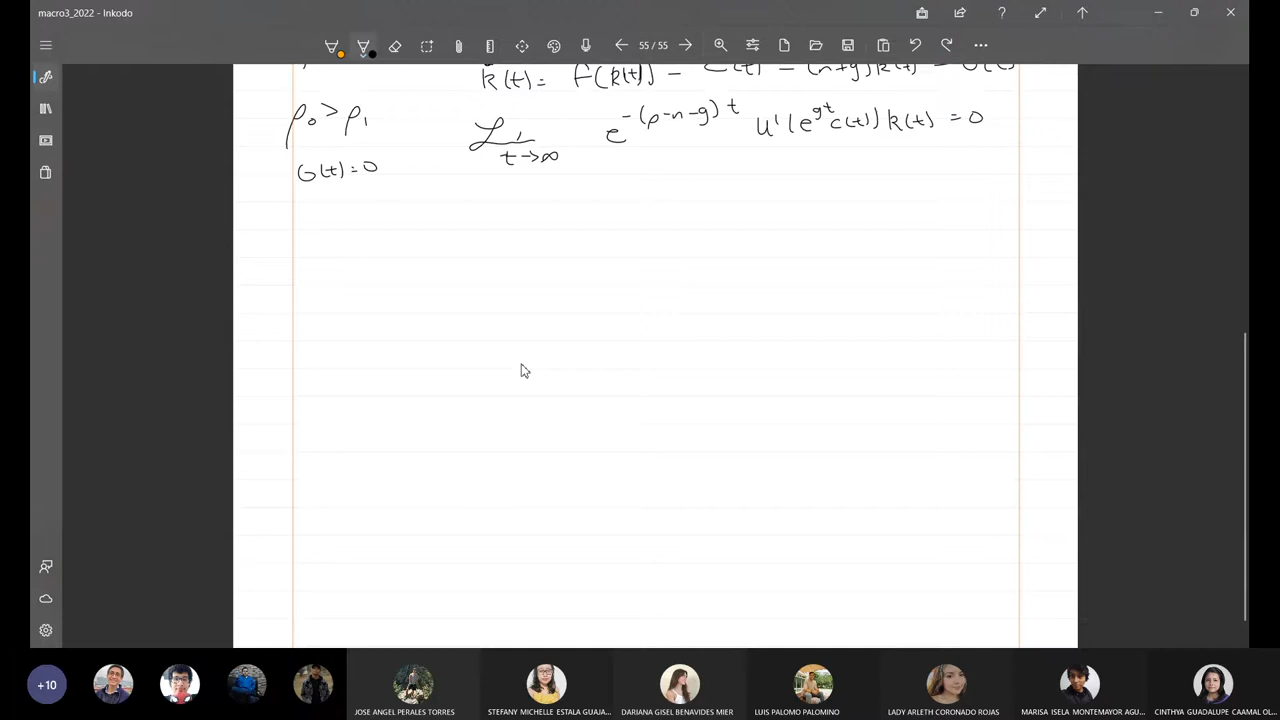 macro3_2022 - Inkodo
55 / 55
k̇(t) = f(k(t)) - c(t) - (n+g)k(t) - G(t)
ρ₀ > ρ₁
e^{-(ρ-n-g)t} u'(e^{gt}c(t))k(t) = 0
t→∞
G(t) = 0
+10
JOSE ANGEL PERALES TORRES
STEFANY MICHELLE ESTALA GUAJA...
DARIANA GISEL BENAVIDES MIER
LUIS PALOMO PALOMINO
LADY ARLETH CORONADO ROJAS
MARISA ISELA MONTEMAYOR AGU...
CINTHYA GUADALUPE CAAMAL OL...